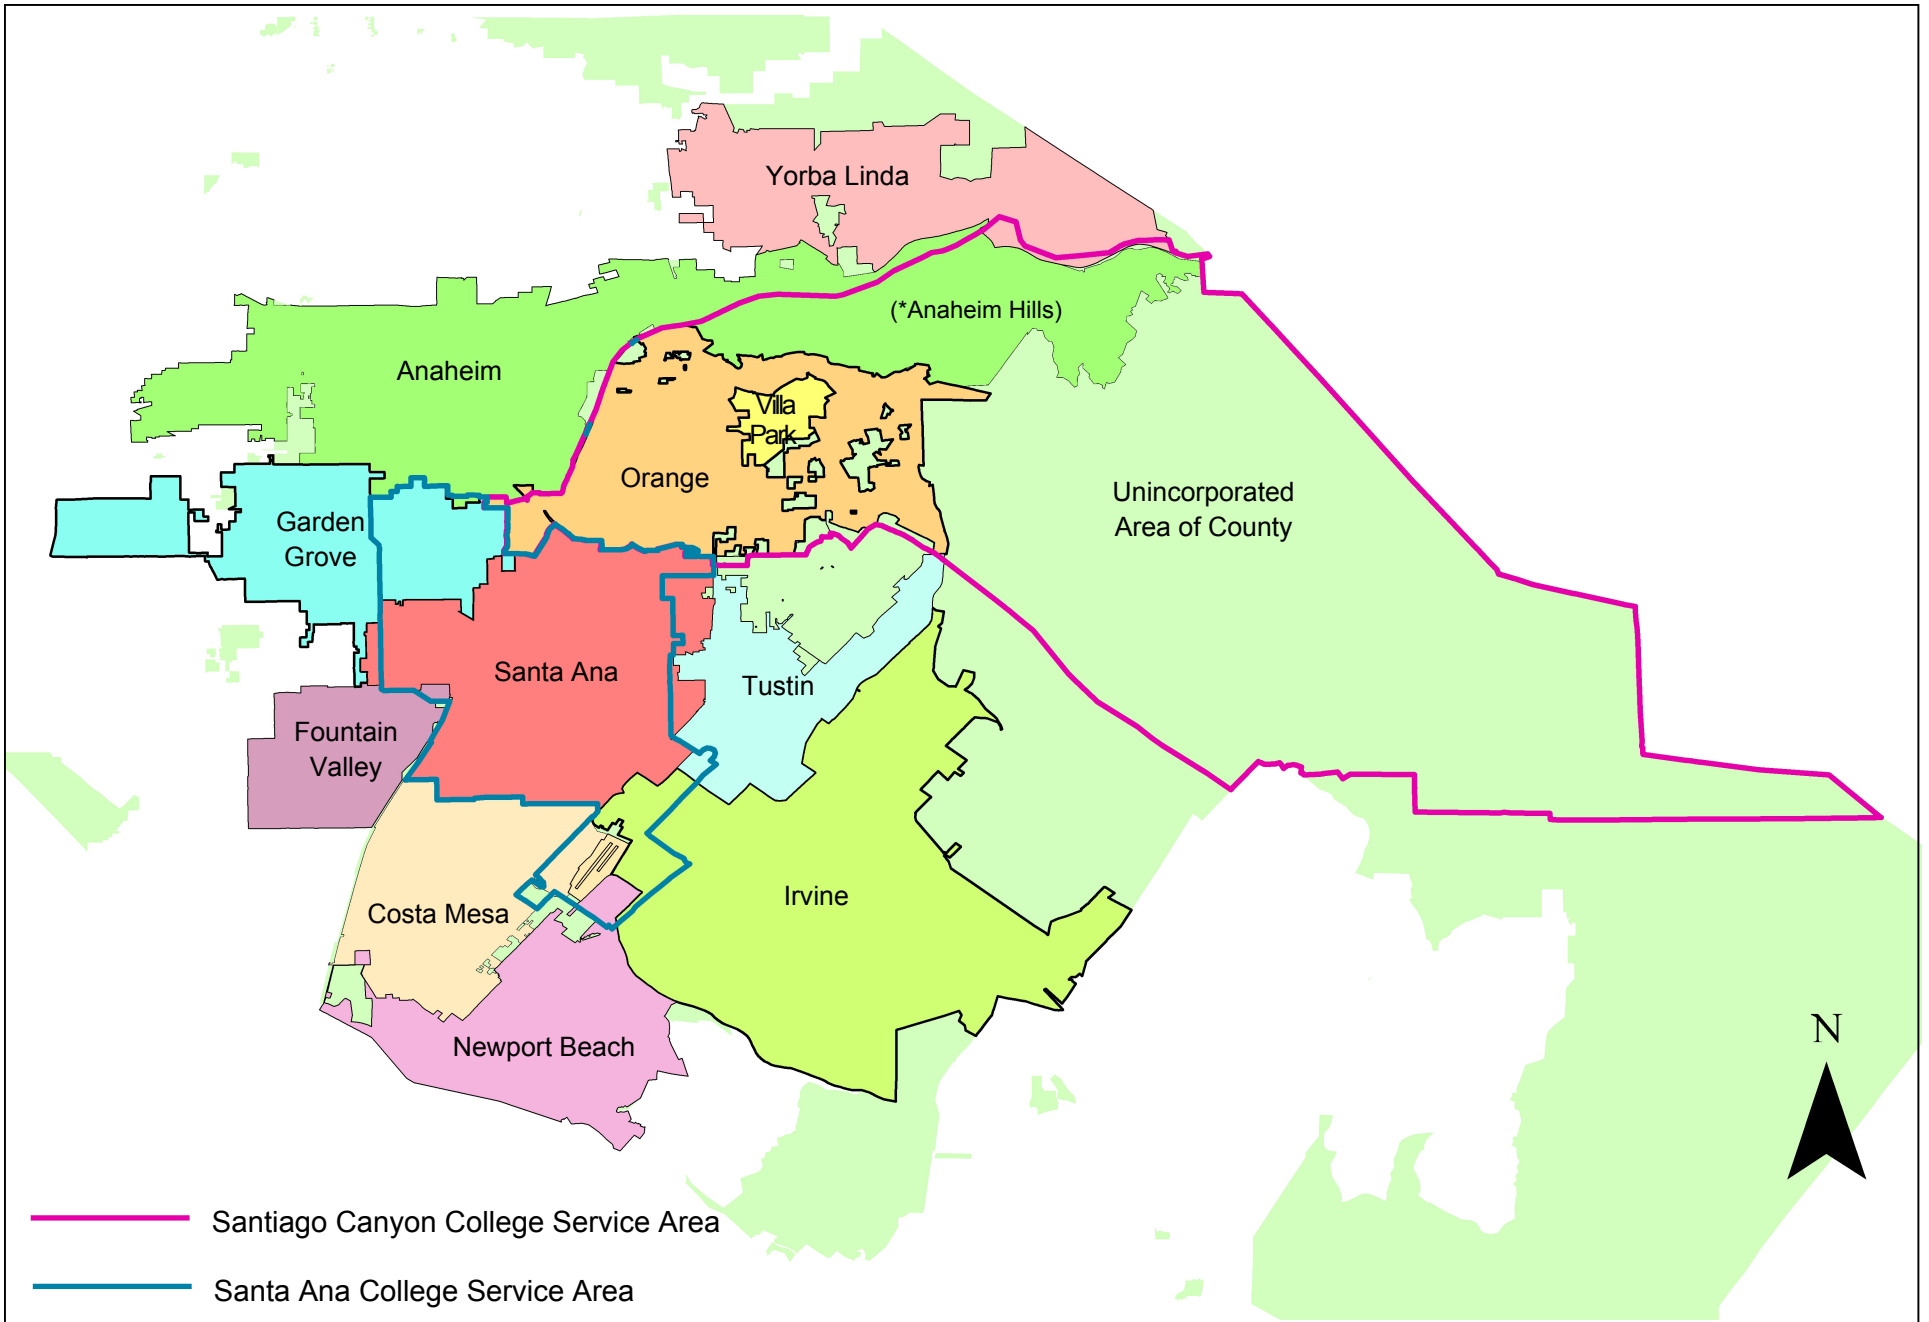 Yorba Linda
(*Anaheim Hills)
Anaheim
Villa
Park
Orange
Unincorporated
Area of County
Garden
Grove
Santa Ana
Tustin
Fountain
Valley
Irvine
Costa Mesa
Newport Beach
N
Santiago Canyon College Service Area
Santa Ana College Service Area